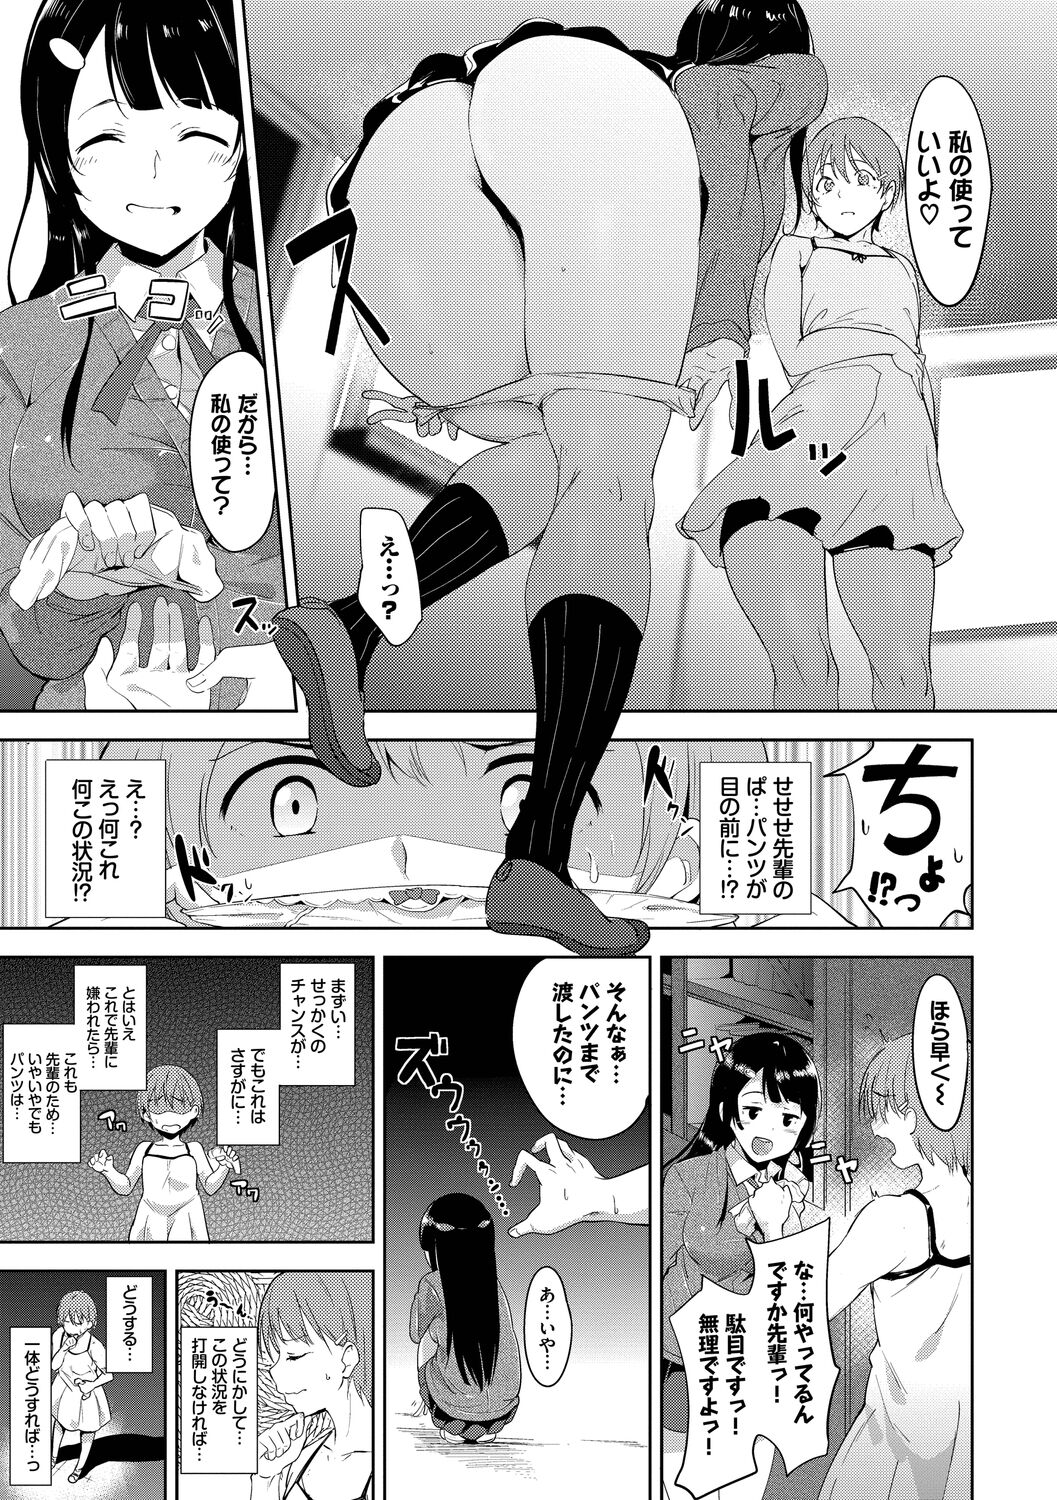 私の使って
いいよ♡
ズ
ルッ
え…っ?
ニコ゛ッ
だから…
私の使って?
ズッ
ちょっ
!?
せせせ先輩の
ぱ…パンツが
目の前に…!?
ドクン
ドクン
え…?
えっ何これ
何この状況!?
ほら早く〜
ニヤ
ニヤ
な…何やってるん
ですか先輩っ!
駄目ですっ!
無理ですよっ!
そんなぁ…
パンツまで
渡したのに…
ズウウゥゥゥン…
あ…いや…
まずい…
せっかくの
チャンスが…
でもこれは
さすがに…
とはいえ
これで先輩に
嫌われたら…
これも
先輩のため…
いやいやでも
パンツは…
アワ
アワ
う〜ん
どうにかして
この状況を
打開しなければ…
どうする…
一体どうすれば…っ